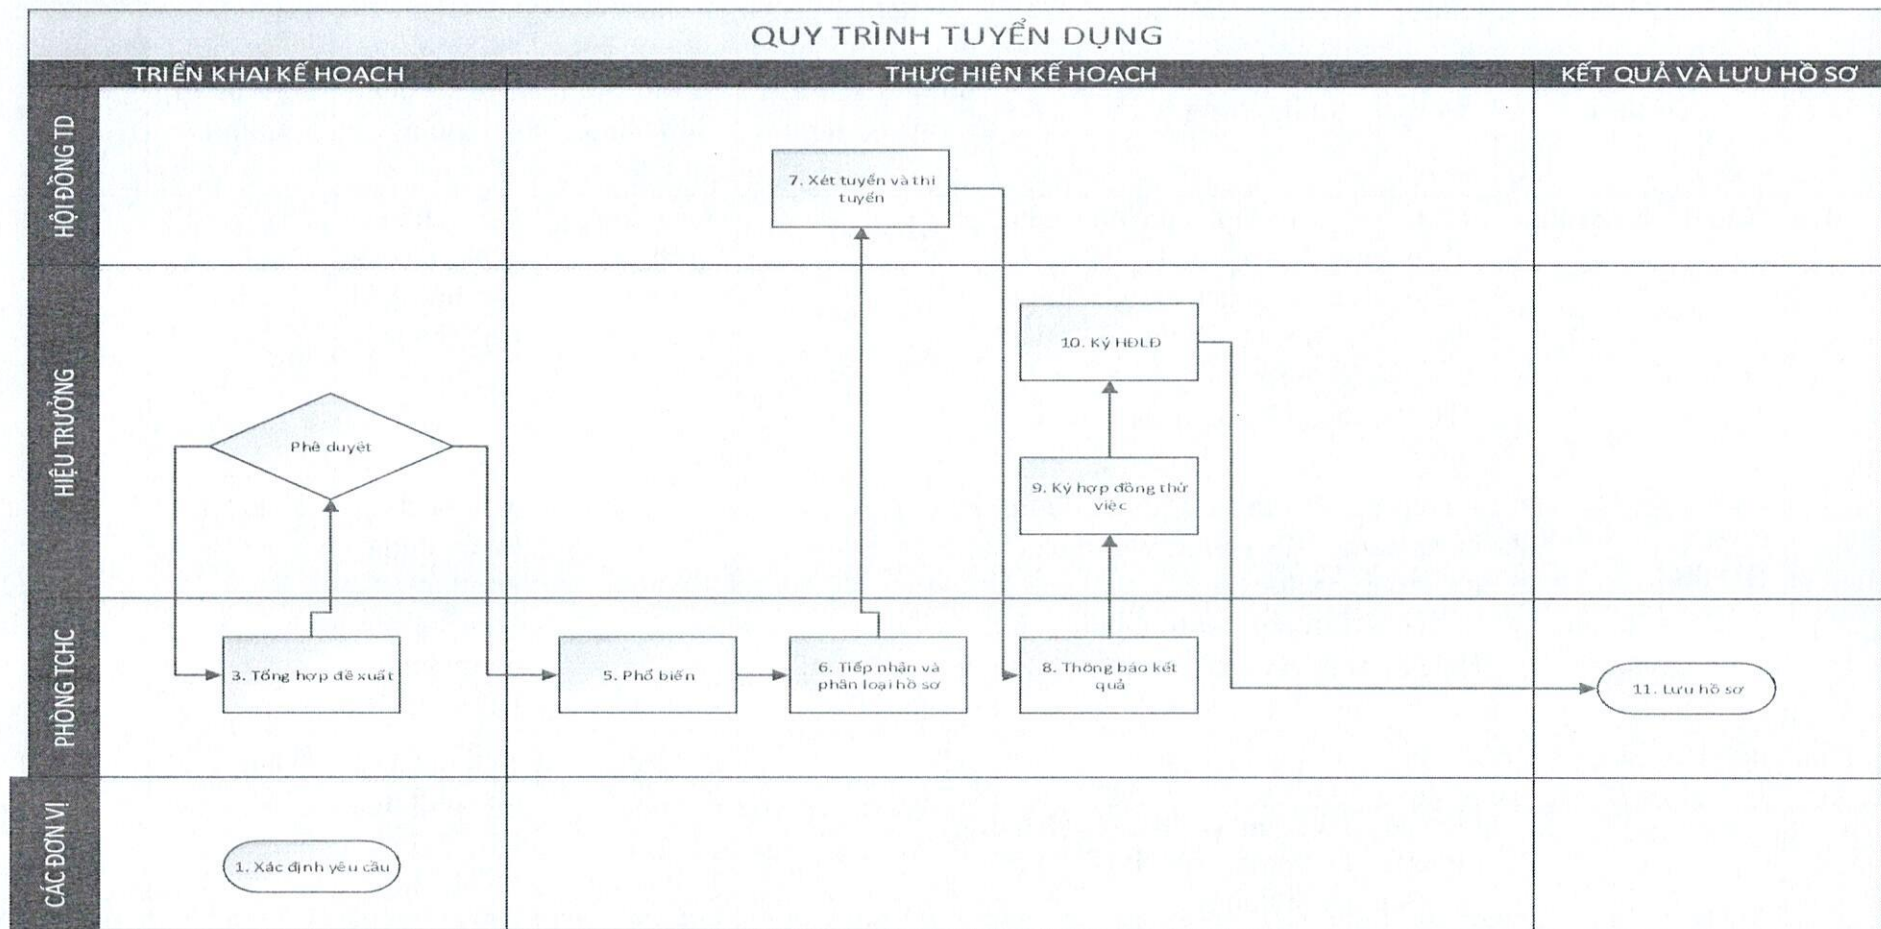 QUY TRÌNH TUYỂN DỤNG
TRIỂN KHAI KẾ HOẠCH
THỰC HIỆN KẾ HOẠCH
KẾT QUẢ VÀ LƯU HỒ SƠ
HỘI ĐỒNG TD
7. Xét tuyển và thi
tuyển
HIỆU TRƯỞNG
10. Ký HĐLĐ
Phê duyệt
9. Ký hợp đồng thử
việc
PHÒNG TCHC
3. Tổng hợp đề xuất
5. Phổ biến
6. Tiếp nhận và
phân loại hồ sơ
8. Thông báo kết
quả
11. Lưu hồ sơ
CÁC ĐƠN VỊ
1. Xác định yêu cầu